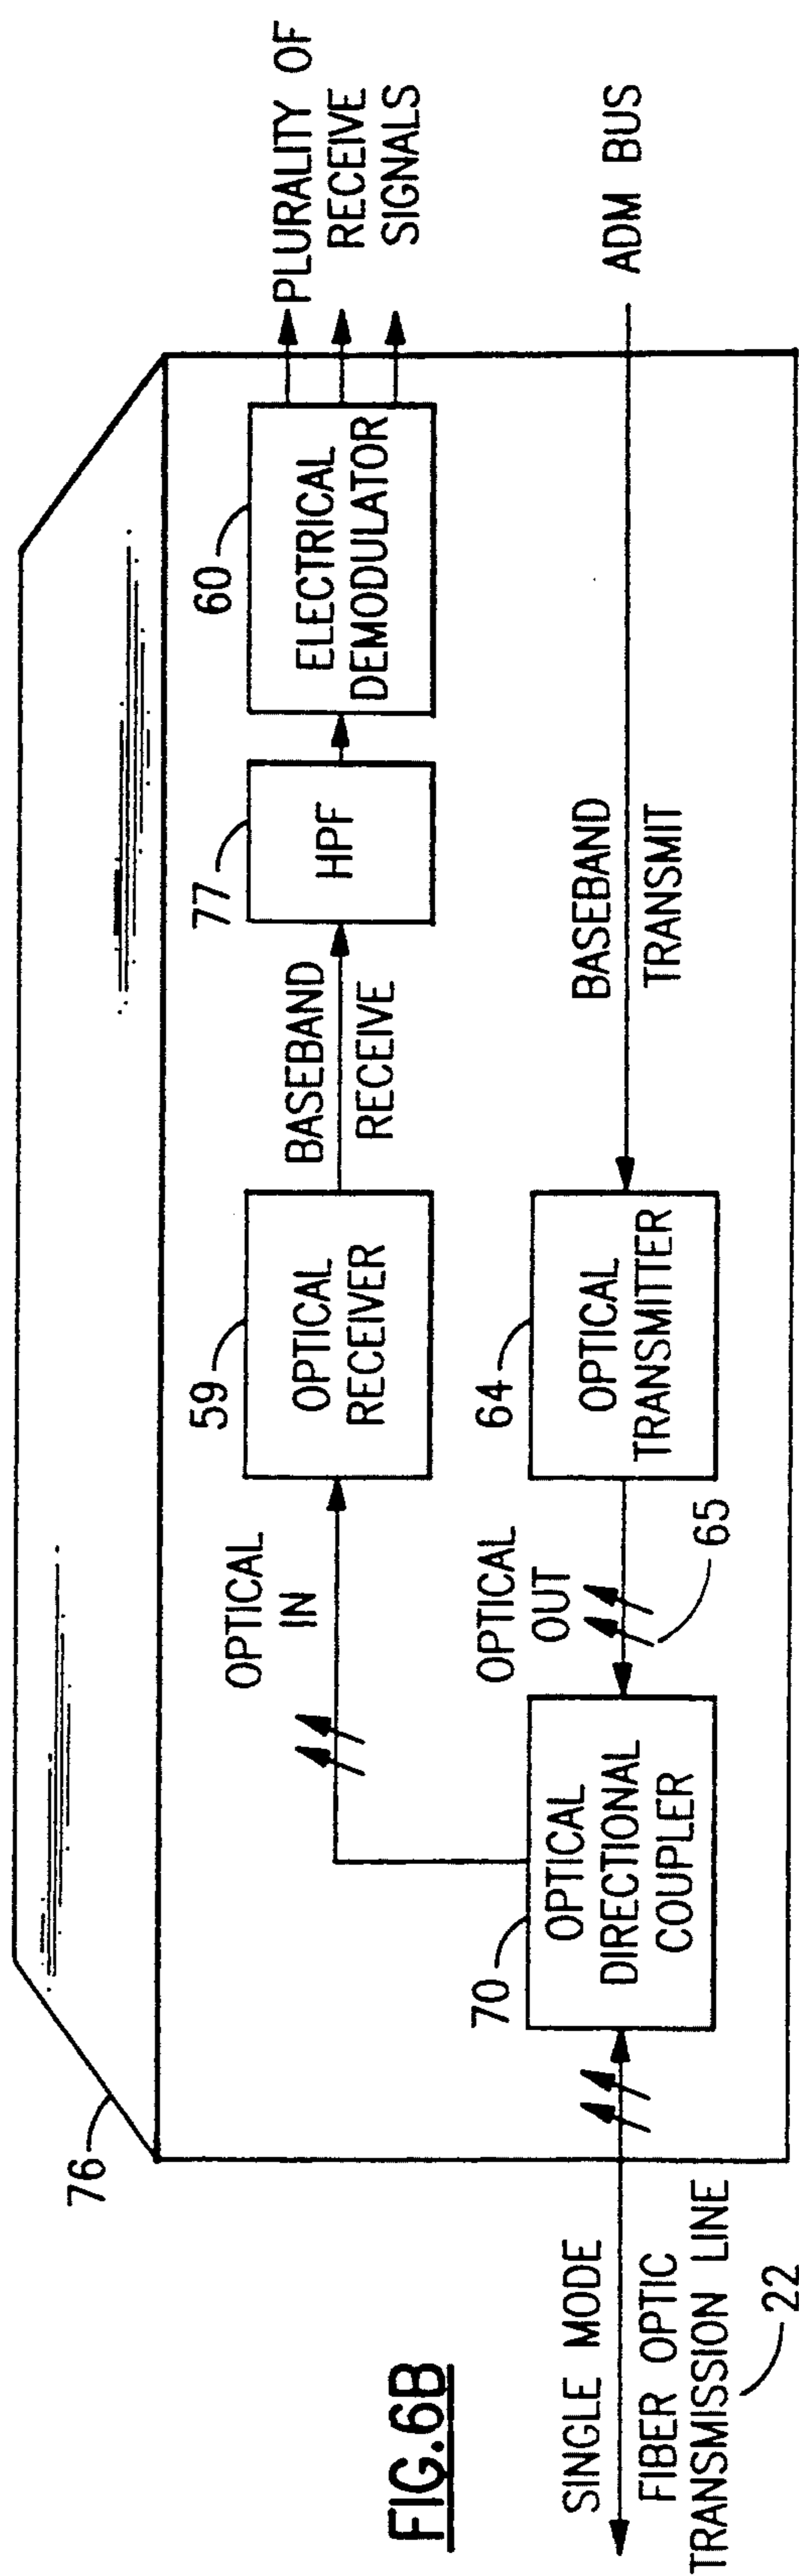 FIG.6B
76
PLURALITY OF
RECEIVE
SIGNALS
60
ELECTRICAL
DEMODULATOR
77
HPF
BASEBAND
RECEIVE
59
OPTICAL
RECEIVER
OPTICAL
IN
ADM BUS
BASEBAND
TRANSMIT
64
OPTICAL
TRANSMITTER
OPTICAL
OUT
65
70
OPTICAL
DIRECTIONAL
COUPLER
SINGLE MODE
FIBER OPTIC
TRANSMISSION LINE
22